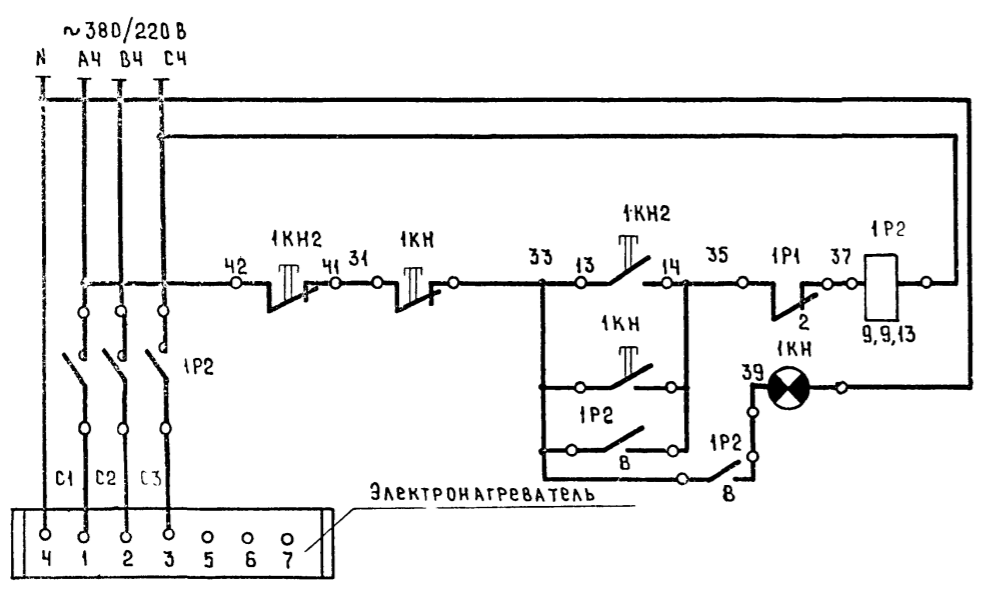 ~380/220 В
N А4 В4 С4
1КН2
42 1КН2 41 31 1КН 33 13 14 35 1Р1 37 1Р2
2
9,9,13
1КН
1Р2
1КН
39
1Р2
8
1Р2
8
С1 С2 С3
Электронагреватель
4 1 2 3 5 6 7